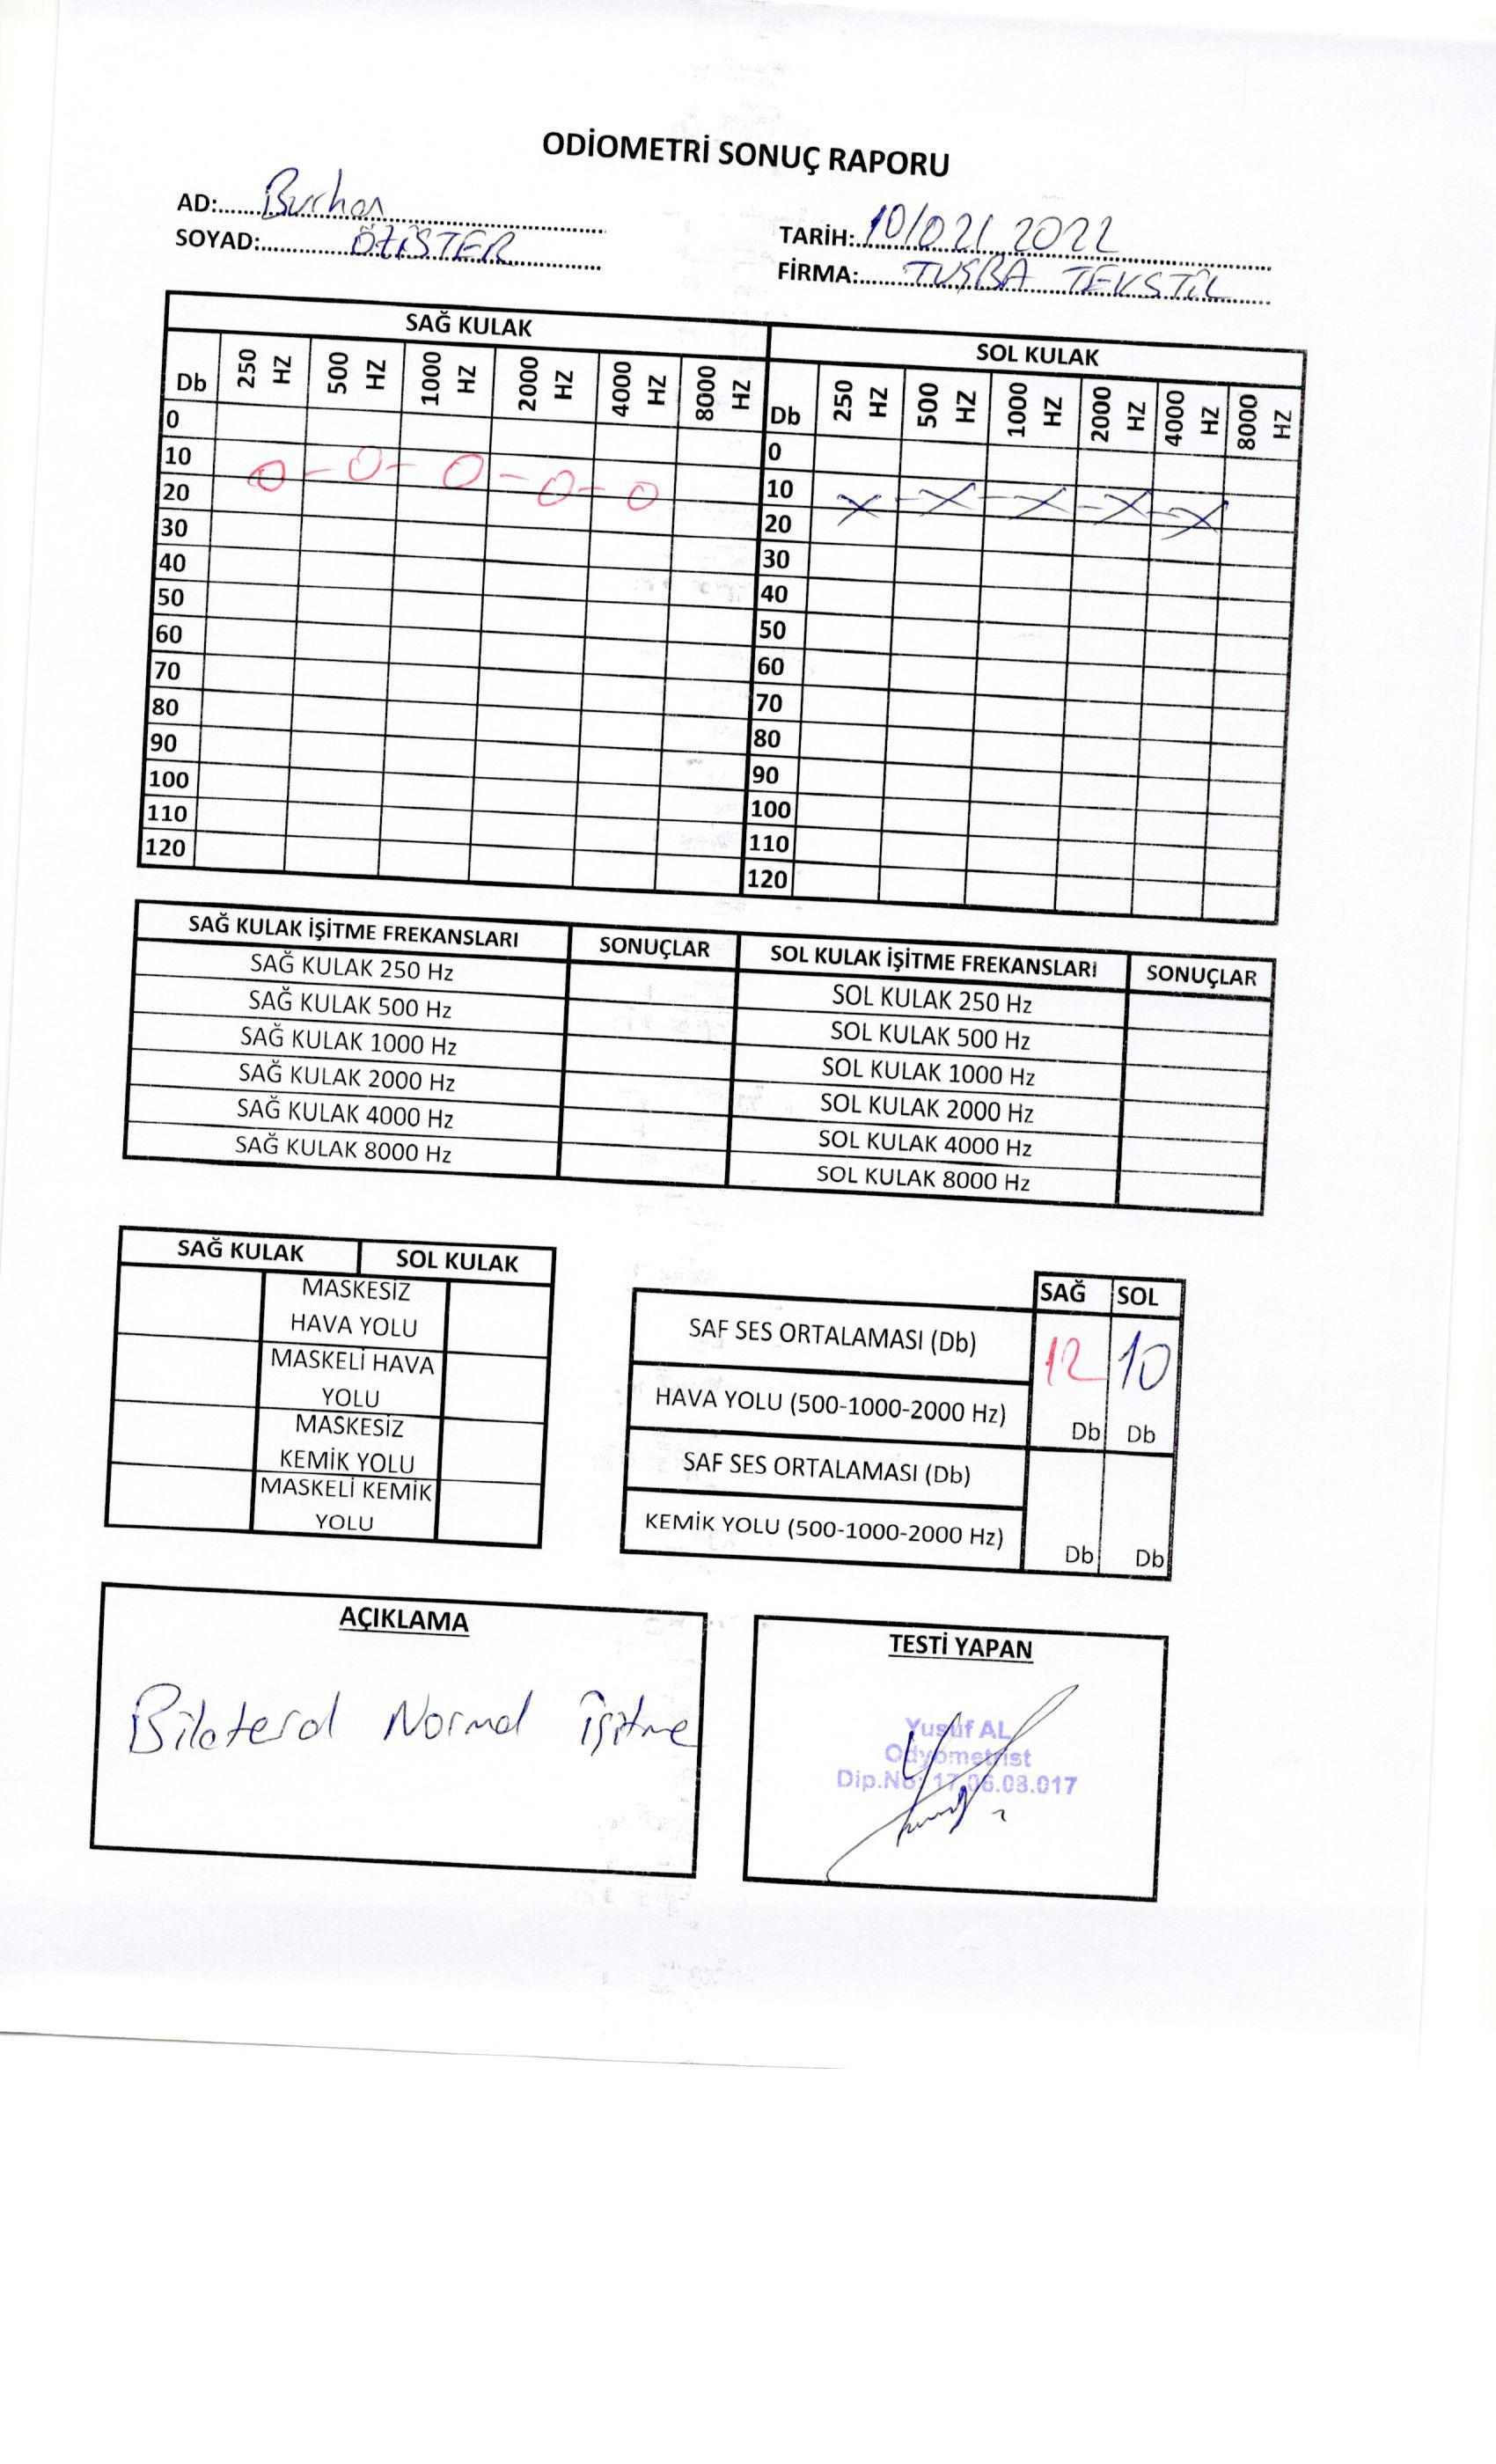 ODİOMETRİ SONUÇ RAPORU
AD: Burhan
SOYAD: ÖZİSTER
TARİH: 10/02/2022
FİRMA: TUŞBA TEKSTİL
SAĞ KULAK SOL KULAK
Db 250 HZ 500 HZ 1000 HZ 2000 HZ 4000 HZ 8000 HZ Db 250 HZ 500 HZ 1000 HZ 2000 HZ 4000 HZ 8000 HZ
0 0
10 10
20 20
30 30
40 40
50 50
60 60
70 70
80 80
90 90
100 100
110 110
120 120
SAĞ KULAK İŞİTME FREKANSLARI SONUÇLAR SOL KULAK İŞİTME FREKANSLARI SONUÇLAR
SAĞ KULAK 250 Hz SOL KULAK 250 Hz
SAĞ KULAK 500 Hz SOL KULAK 500 Hz
SAĞ KULAK 1000 Hz SOL KULAK 1000 Hz
SAĞ KULAK 2000 Hz SOL KULAK 2000 Hz
SAĞ KULAK 4000 Hz SOL KULAK 4000 Hz
SAĞ KULAK 8000 Hz SOL KULAK 8000 Hz
SAĞ KULAK SOL KULAK
MASKESİZ
HAVA YOLU
MASKELİ HAVA
YOLU
MASKESİZ
KEMİK YOLU
MASKELİ KEMİK
YOLU
SAĞ SOL
SAF SES ORTALAMASI (Db) 12 10
HAVA YOLU (500-1000-2000 Hz) Db Db
SAF SES ORTALAMASI (Db)
KEMİK YOLU (500-1000-2000 Hz) Db Db
AÇIKLAMA
Bilateral Normal İşitme
TESTİ YAPAN
Yusuf AL
Odyometrist
Dip.No: 17.06.03.017